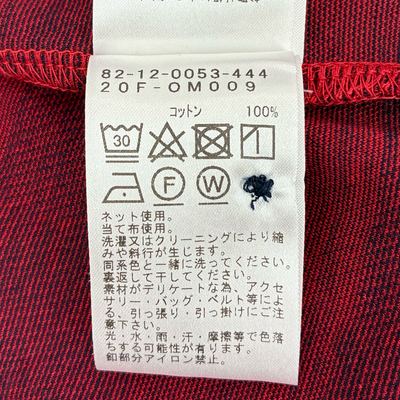 82-12-0053-444
20F-OM009
コットン 100%
30
F W
ネット使用。
当て布使用。
洗濯又はクリーニングにより縮
みや斜行が生じます。
同系色と一緒に洗ってください。
裏返して干してください。
素材がデリケートな為、アクセ
サリー・バッグ・ベルト等によ
る、引っ張り・引っ掛けにご注
意下さい。
光・水・雨・汗・摩擦等で色落
ちする可能性が有ります。
釦部分アイロン禁止。